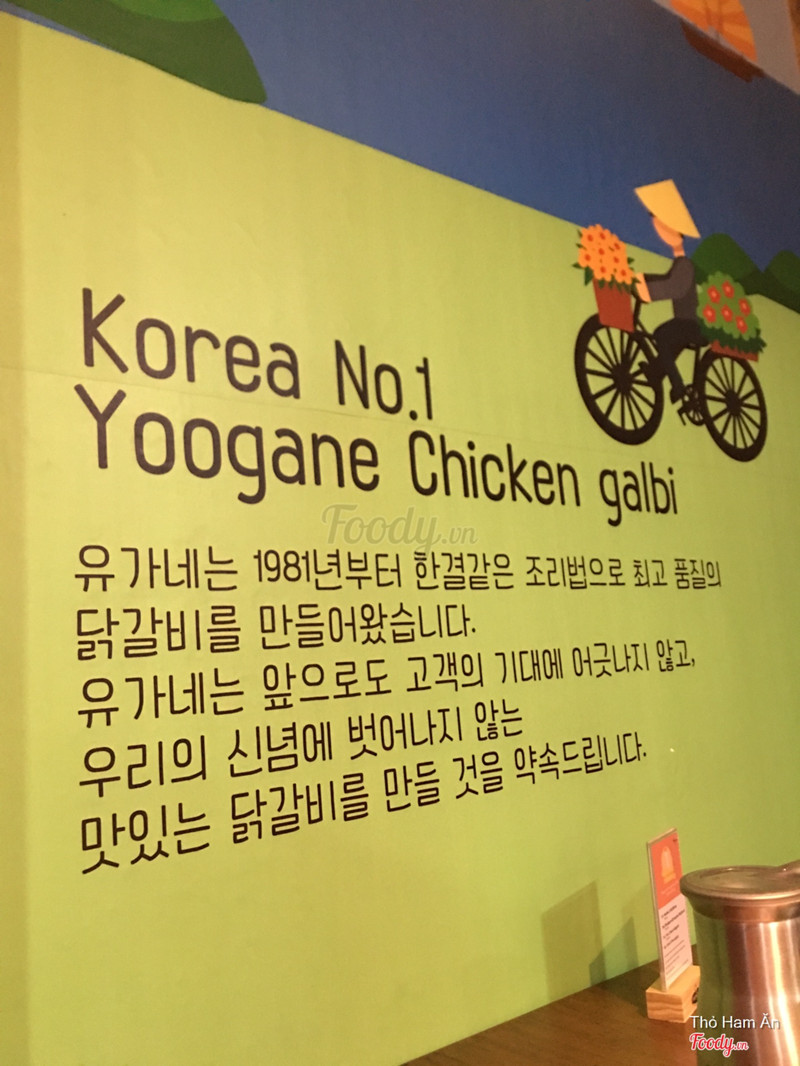 Korea No.1
Yoogane Chicken galbi
Foody.vn
유가네는 1981년부터 한결같은 조리법으로 최고 품질의
닭갈비를 만들어왔습니다.
유가네는 앞으로도 고객의 기대에 어긋나지 않고,
우리의 신념에 벗어나지 않는
맛있는 닭갈비를 만들 것을 약속드립니다.
Thỏ Ham Ăn
Foody.vn